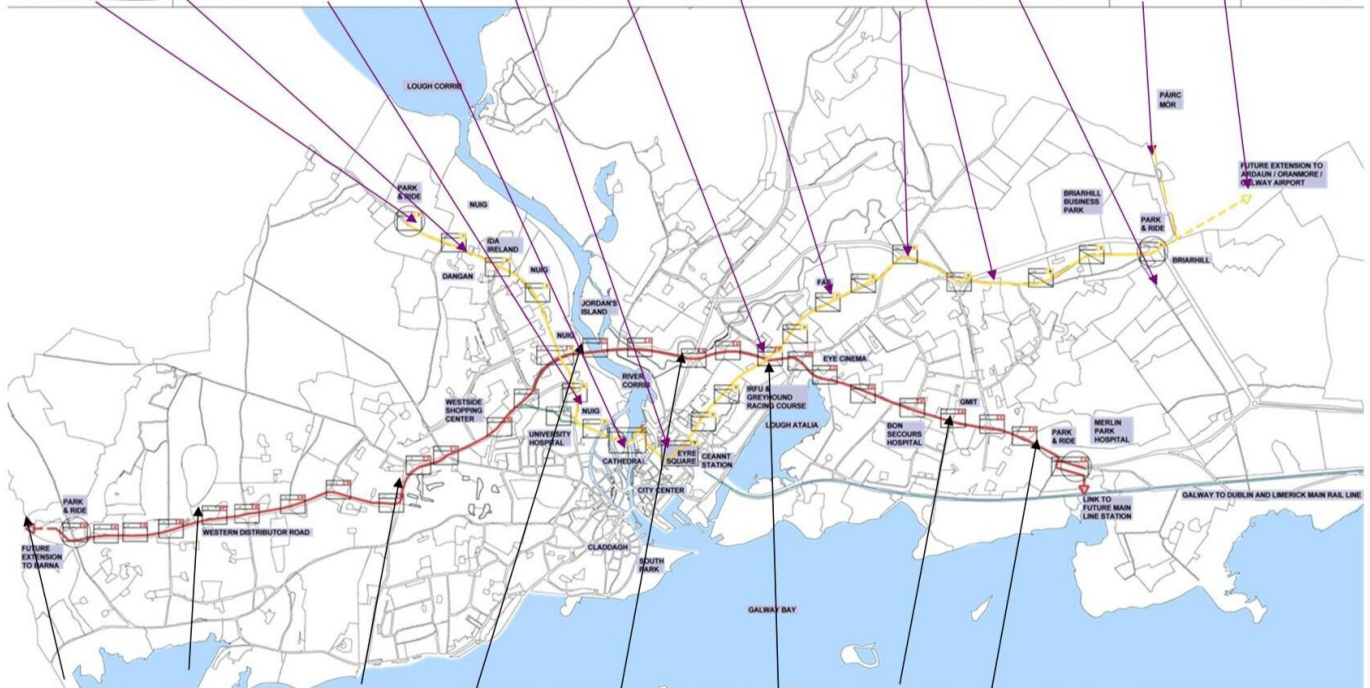 LOUGH CORRIB
PÁIRC
MÓR
FUTURE EXTENSION TO
ARDAUN / ORANMORE /
GALWAY AIRPORT
PARK
& RIDE
NUIG
BRIARHILL
BUSINESS
PARK
PARK
& RIDE
BRIARHILL
IDA
IRELAND
DANGAN
NUIG
FÁS
JORDAN'S
ISLAND
NUIG
EYE CINEMA
RIVER
CORRIB
IRFU &
GREYHOUND
RACING COURSE
WESTSIDE
SHOPPING
CENTER
NUIG
GMIT
LOUGH ATALIA
UNIVERSITY
HOSPITAL
BON
SECOURS
HOSPITAL
MERLIN
PARK
HOSPITAL
PARK
& RIDE
CATHEDRAL
EYRE
SQUARE
CEANNT
STATION
CITY CENTER
GALWAY TO DUBLIN AND LIMERICK MAIN RAIL LINE
LINK TO
FUTURE MAIN
LINE STATION
PARK
& RIDE
WESTERN DISTRIBUTOR ROAD
FUTURE
EXTENSION
TO BARNA
CLADDAGH
SOUTH
PARK
GALWAY BAY